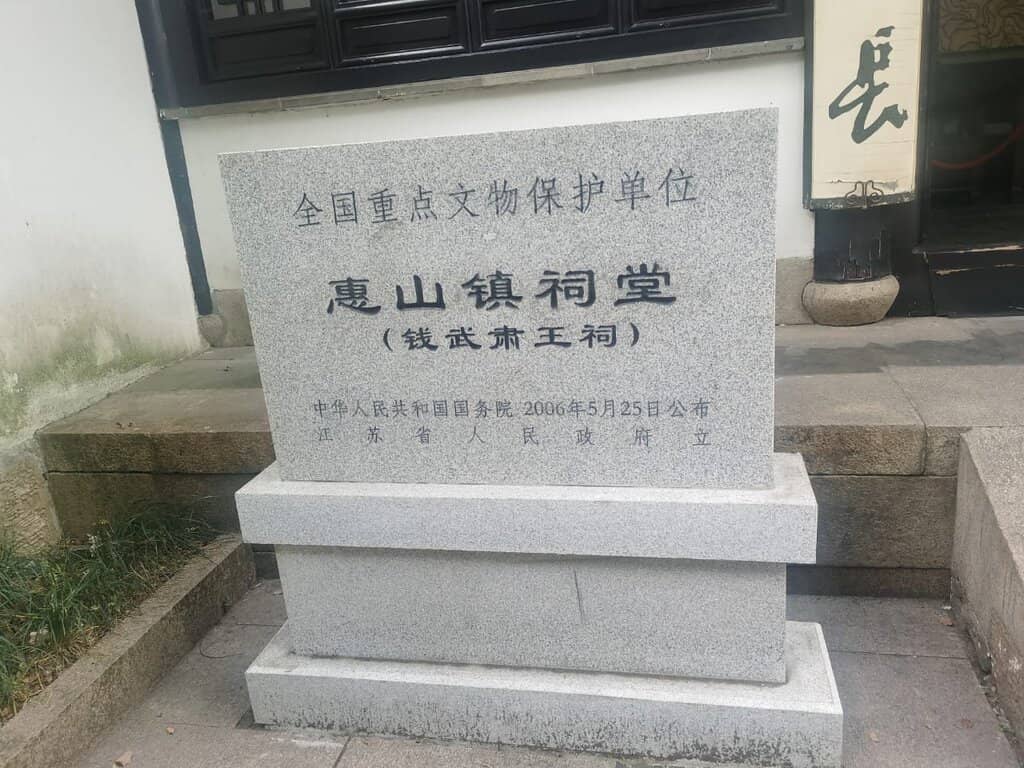 全国重点文物保护单位
惠山镇祠堂
(钱武肃王祠)
中华人民共和国国务院 2006年5月25日公布
江苏省人民政府立
長